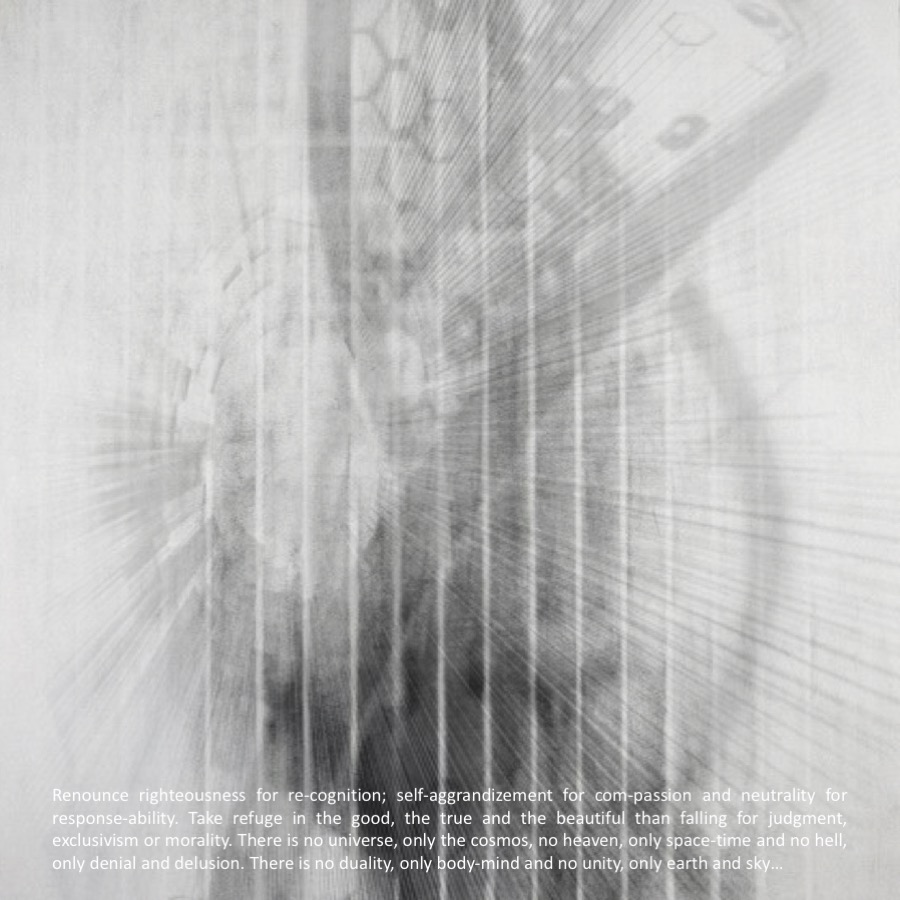 Renounce righteousness for re-cognition; self-aggrandizement for com-passion and neutrality for
response-ability. Take refuge in the good, the true and the beautiful than falling for judgment,
exclusivism or morality. There is no universe, only the cosmos, no heaven, only space-time and no hell,
only denial and delusion. There is no duality, only body-mind and no unity, only earth and sky...